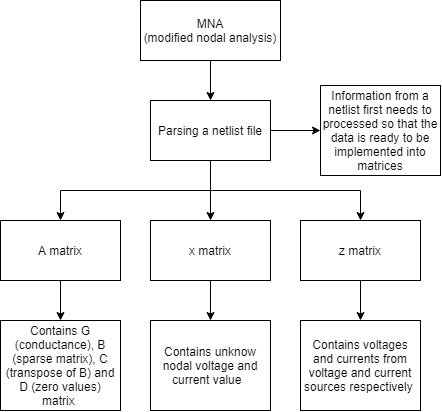 MNA
(modified nodal analysis)
Parsing a netlist file
Information from a
netlist first needs to
processed so that the
data is ready to be
implemented into
matrices
A matrix
x matrix
z matrix
Contains G
(conductance), B
(sparse matrix), C
(transpose of B) and
D (zero values)
matrix
Contains unknow
nodal voltage and
current value
Contains voltages
and currents from
voltage and current
sources respectively